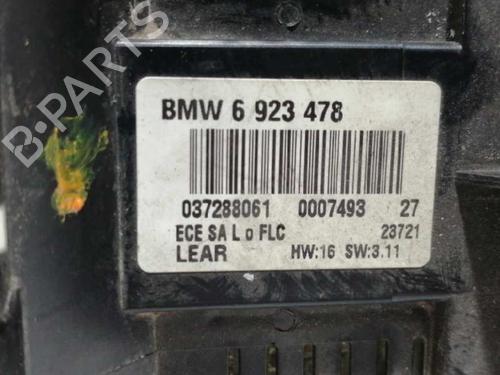 B-PARTS
BMW 6 923 478
037288061 0007493 27
ECE SA L o FLC 23721
LEAR HW:16 SW:3.11